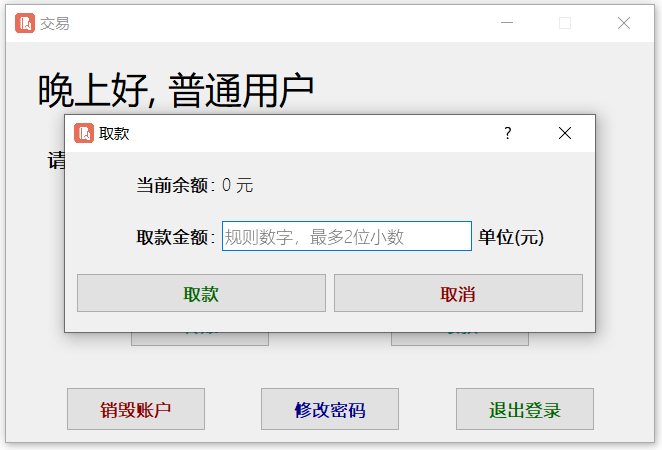 交易
晚上好, 普通用户
请
取款
?
当前余额: 0 元
取款金额: 规则数字，最多2位小数 单位(元)
取款 取消
销毁账户 修改密码 退出登录